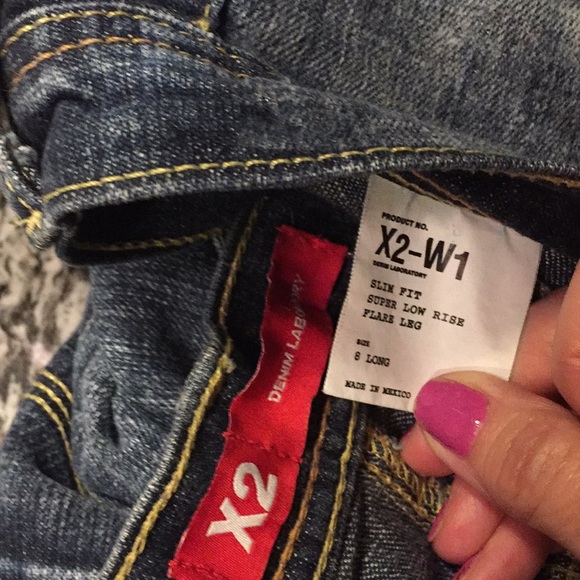 PRODUCT NO.
X2-W1
DENIM LABORATORY
SLIM FIT
SUPER LOW RISE
FLARE LEG
SIZE
8 LONG
MADE IN MEXICO
DENIM LABORATORY
X2